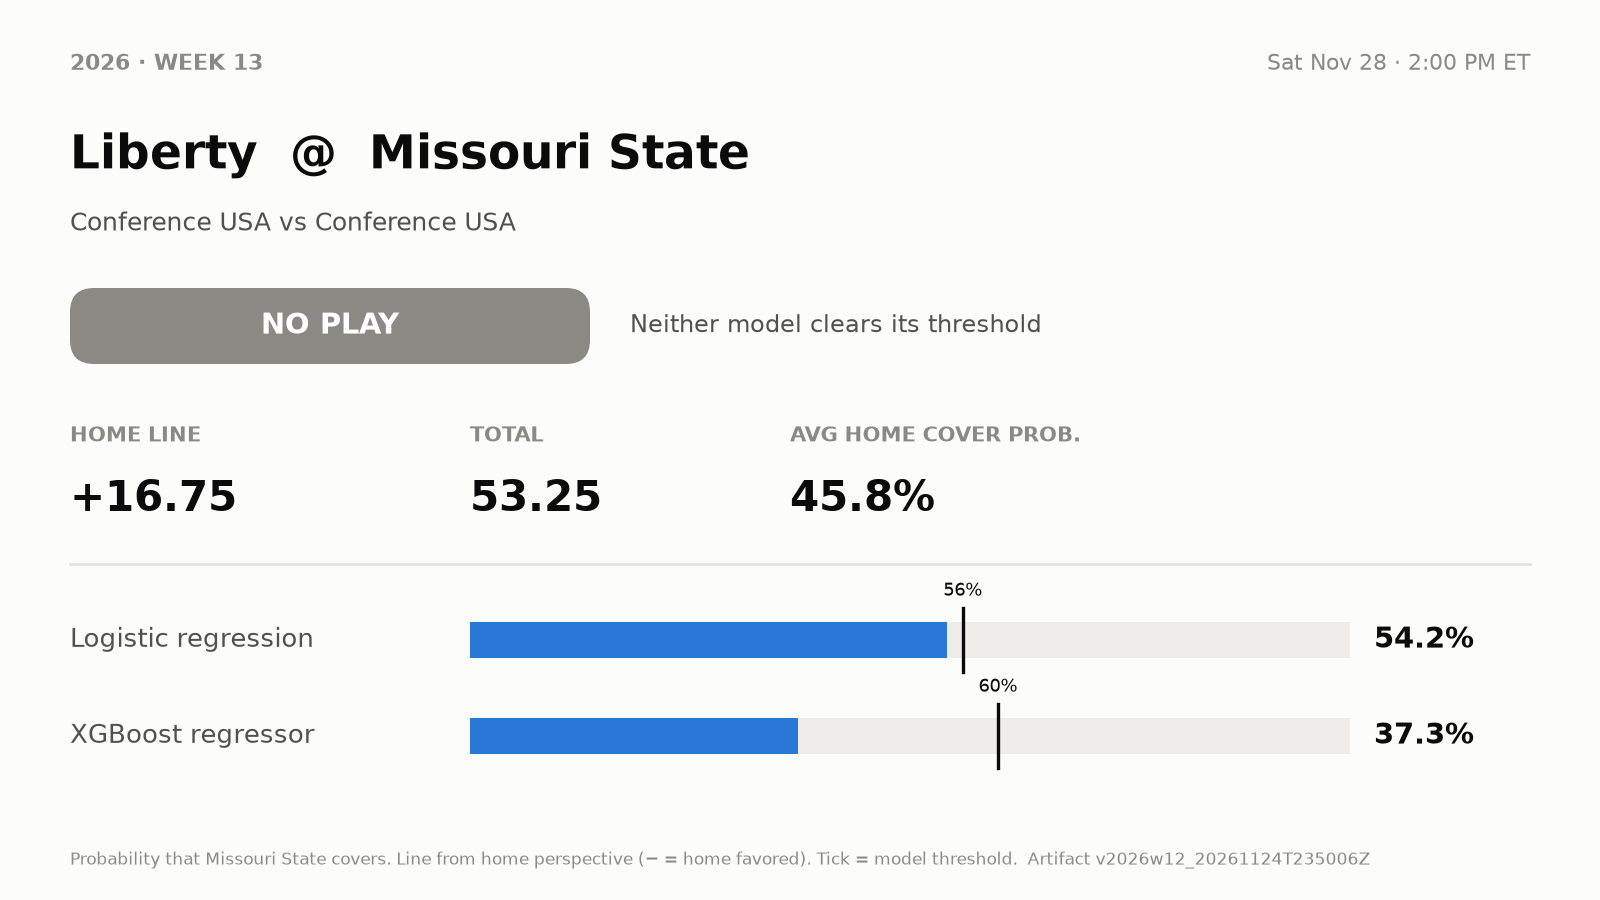 2026 · WEEK 13
Sat Nov 28 · 2:00 PM ET
Liberty @ Missouri State
Conference USA vs Conference USA
NO PLAY
Neither model clears its threshold
HOME LINE
TOTAL
AVG HOME COVER PROB.
+16.75
53.25
45.8%
56%
Logistic regression
54.2%
60%
XGBoost regressor
37.3%
Probability that Missouri State covers. Line from home perspective (− = home favored). Tick = model threshold. Artifact v2026w12_20261124T235006Z